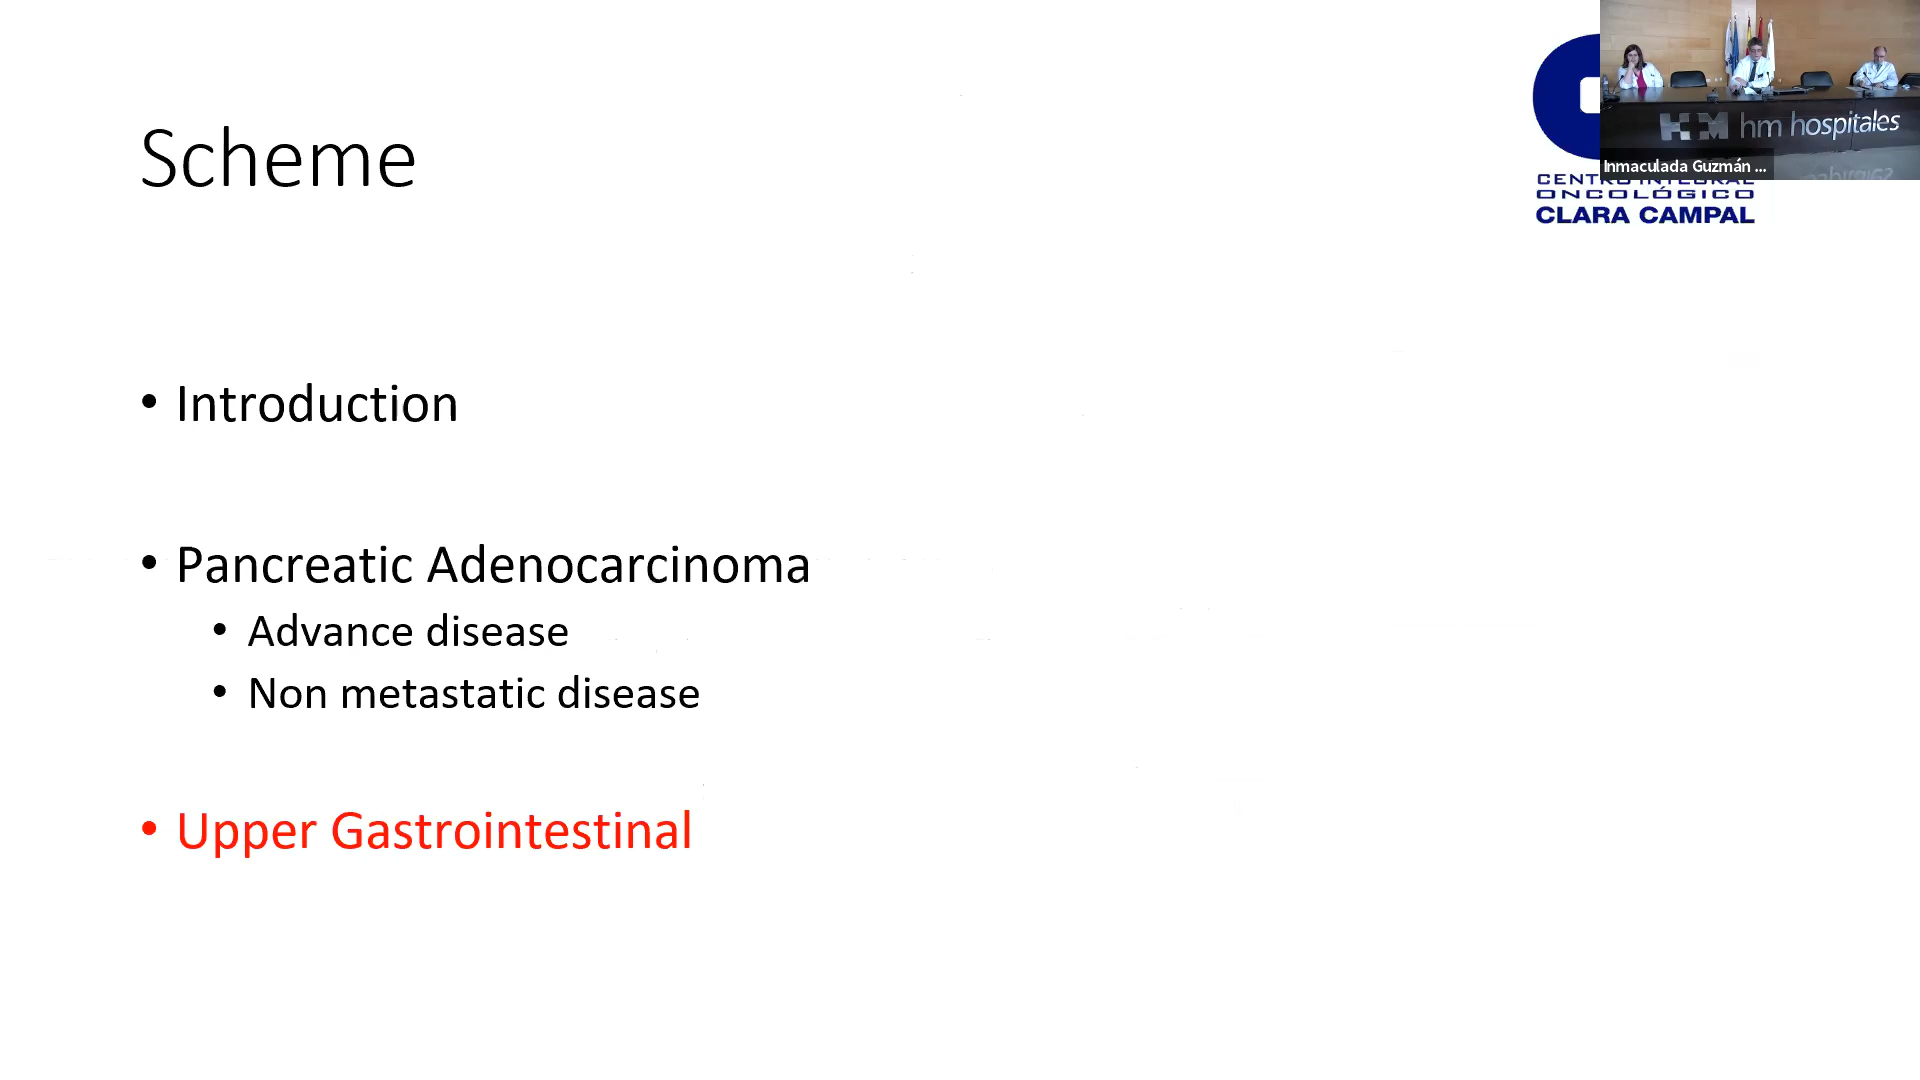 Scheme
hm hospitales
Inmaculada Guzmán ...
CENTRO INTEGRAL
ONCOLÓGICO
CLARA CAMPAL
• Introduction
• Pancreatic Adenocarcinoma
• Advance disease
• Non metastatic disease
• Upper Gastrointestinal